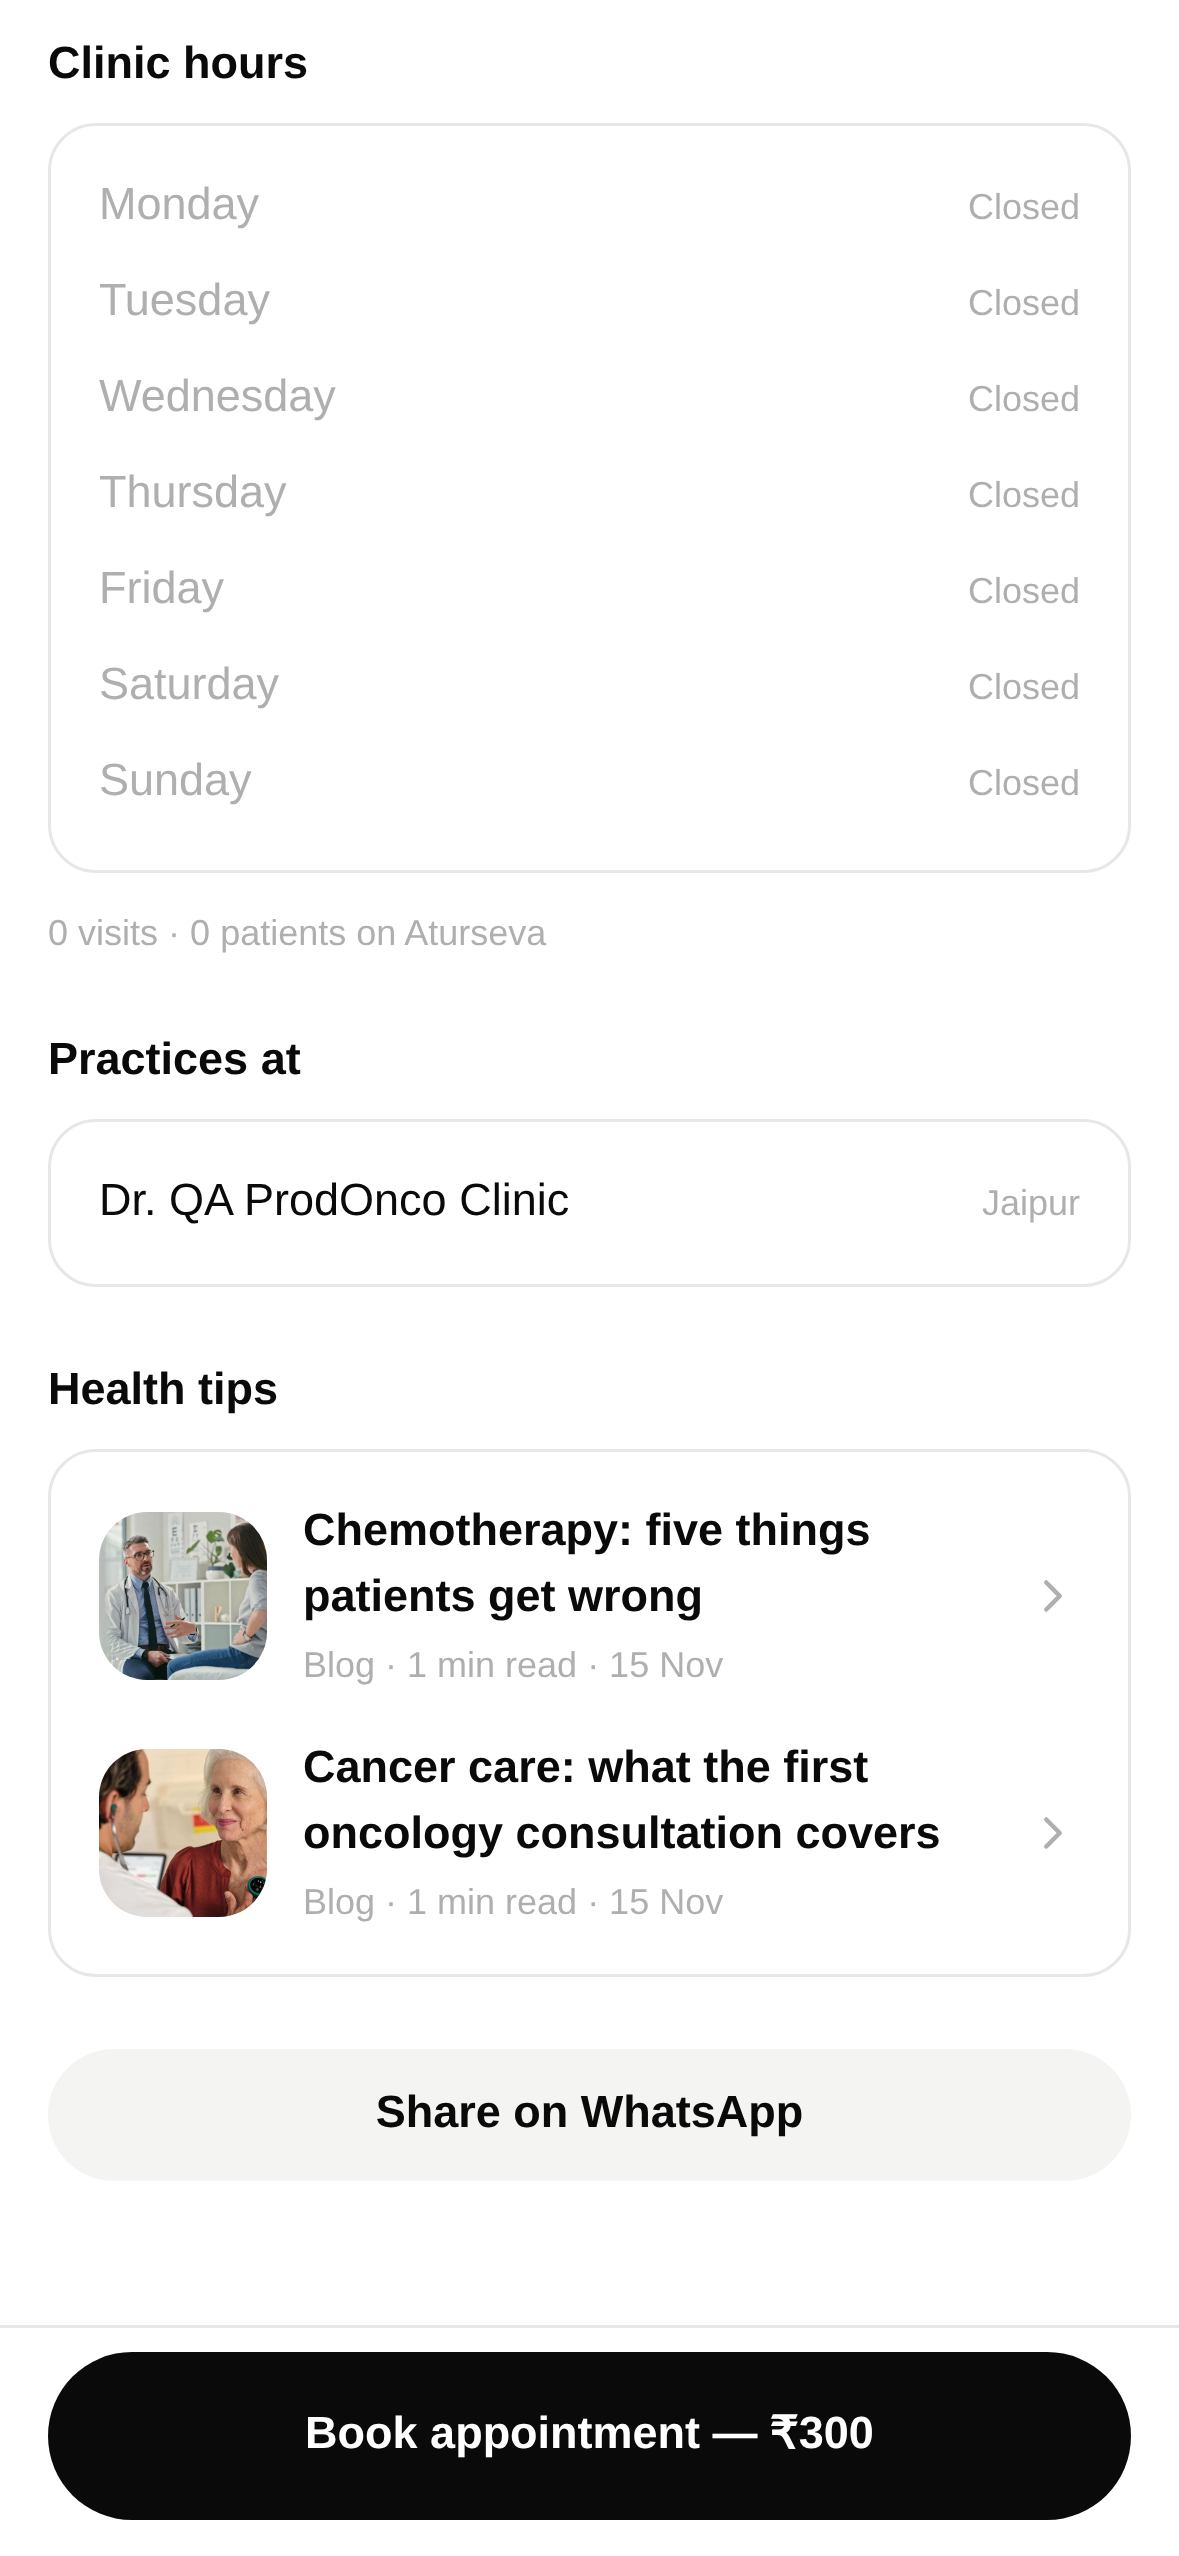 Clinic hours
Monday Closed
Tuesday Closed
Wednesday Closed
Thursday Closed
Friday Closed
Saturday Closed
Sunday Closed
0 visits · 0 patients on Aturseva
Practices at
Dr. QA ProdOnco Clinic Jaipur
Health tips
Chemotherapy: five things
patients get wrong
Blog · 1 min read · 15 Nov
Cancer care: what the first
oncology consultation covers
Blog · 1 min read · 15 Nov
Share on WhatsApp
Book appointment — ₹300